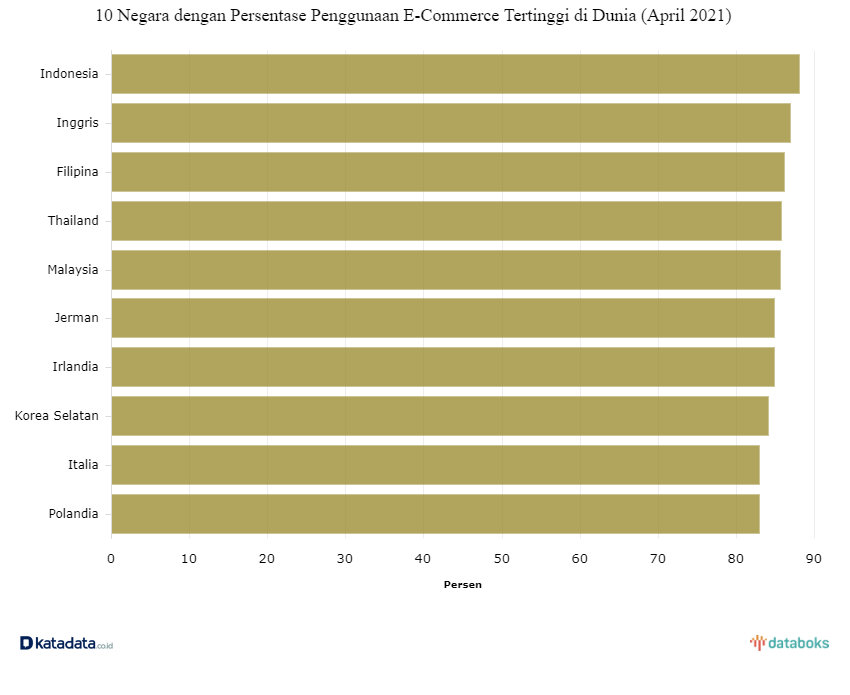 10 Negara dengan Persentase Penggunaan E-Commerce Tertinggi di Dunia (April 2021)
Indonesia
Inggris
Filipina
Thailand
Malaysia
Jerman
Irlandia
Korea Selatan
Italia
Polandia
0 10 20 30 40 50 60 70 80 90
Persen
katadata.co.id
databoks